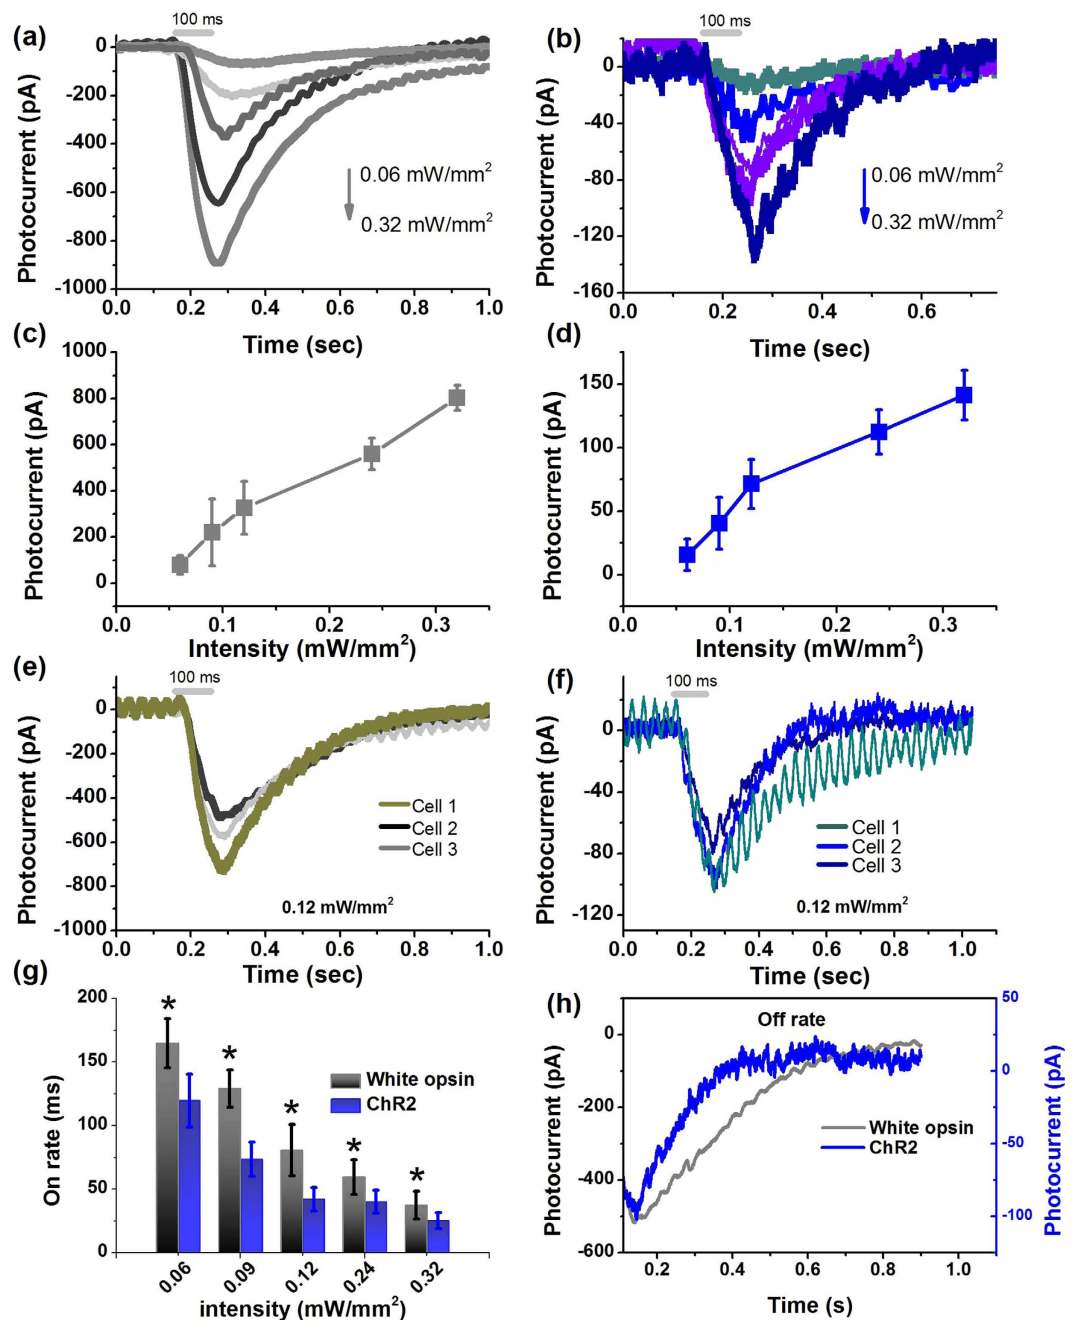 (a)
100 ms
0
-200
-400
-600
-800
-1000
Photocurrent (pA)
0.06 mW/mm²
0.32 mW/mm²
0.0 0.2 0.4 0.6 0.8 1.0
Time (sec)
(b)
100 ms
0
-40
-80
-120
-160
Photocurrent (pA)
0.06 mW/mm²
0.32 mW/mm²
0.0 0.2 0.4 0.6
Time (sec)
(c)
1000
800
600
400
200
0
Photocurrent (pA)
0.0 0.1 0.2 0.3
Intensity (mW/mm²)
(d)
150
100
50
0
Photocurrent (pA)
0.0 0.1 0.2 0.3
Intensity (mW/mm²)
(e)
100 ms
0
-200
-400
-600
-800
-1000
Photocurrent (pA)
Cell 1
Cell 2
Cell 3
0.12 mW/mm²
0.0 0.2 0.4 0.6 0.8 1.0
Time (sec)
(f)
100 ms
0
-40
-80
-120
Photocurrent (pA)
Cell 1
Cell 2
Cell 3
0.12 mW/mm²
0.0 0.2 0.4 0.6 0.8 1.0
Time (sec)
(g)
200
150
100
50
0
On rate (ms)
* * * * *
White opsin
ChR2
0.06 0.09 0.12 0.24 0.32
intensity (mW/mm²)
(h)
Off rate
0
-200
-400
-600
Photocurrent (pA)
White opsin
ChR2
50
0
-50
-100
Photocurrent (pA)
0.2 0.4 0.6 0.8 1.0
Time (s)